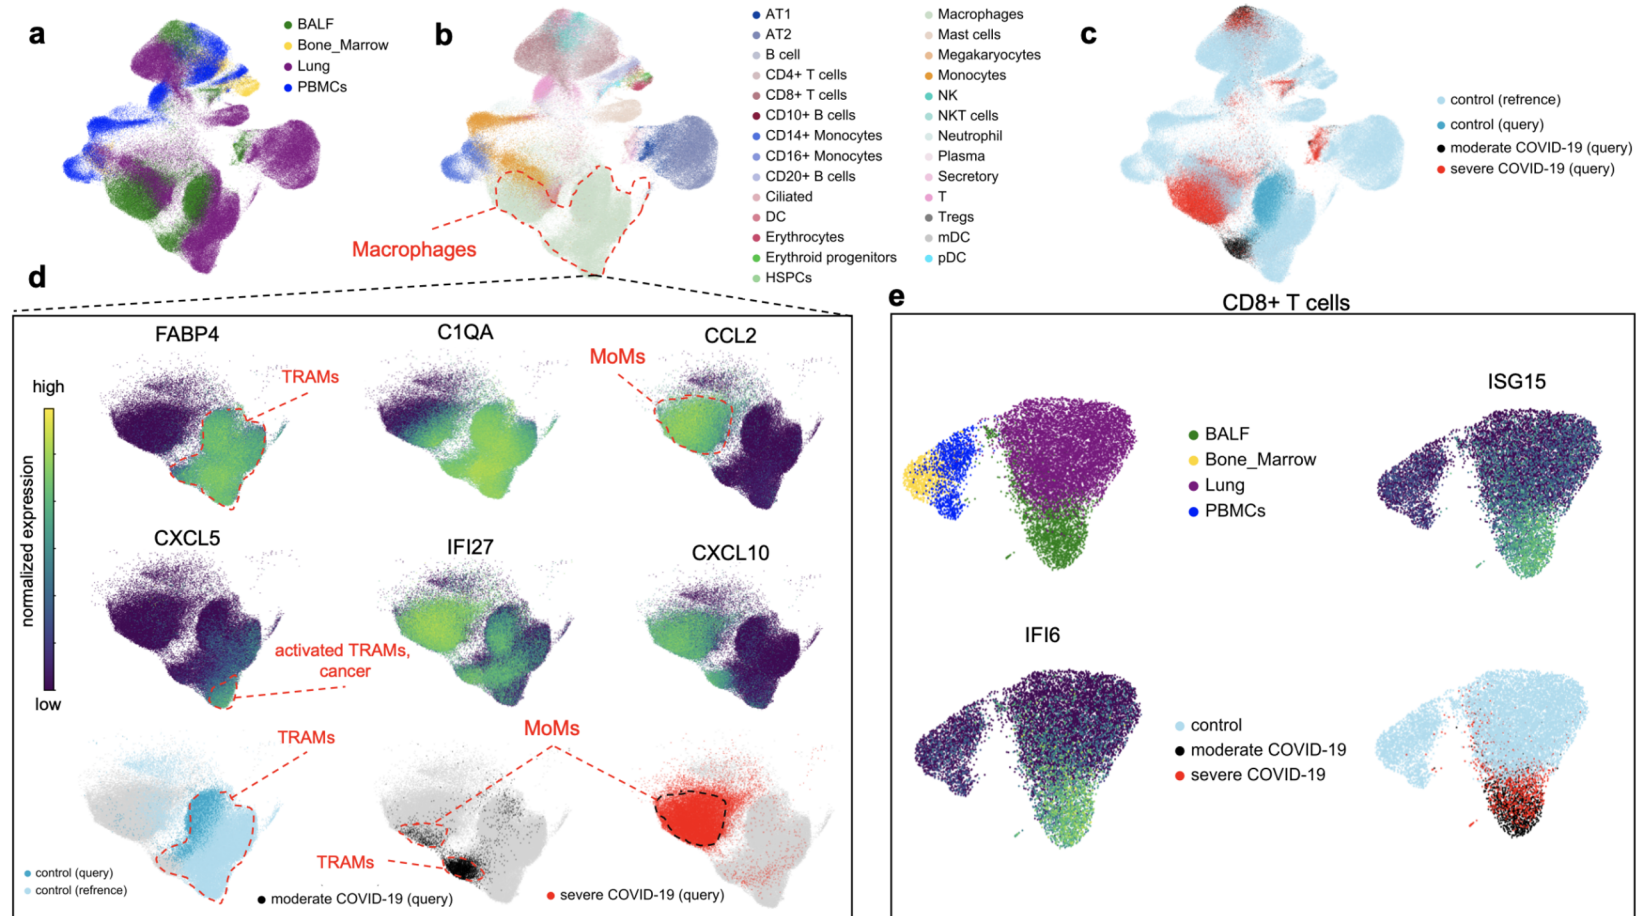 a
BALF
Bone_Marrow
Lung
PBMCs
b
Macrophages
AT1
AT2
B cell
CD4+ T cells
CD8+ T cells
CD10+ B cells
CD14+ Monocytes
CD16+ Monocytes
CD20+ B cells
Ciliated
DC
Erythrocytes
Erythroid progenitors
HSPCs
Macrophages
Mast cells
Megakaryocytes
Monocytes
NK
NKT cells
Neutrophil
Plasma
Secretory
T
Tregs
mDC
pDC
c
control (refrence)
control (query)
moderate COVID-19 (query)
severe COVID-19 (query)
d
high
normalized expression
low
FABP4
TRAMs
C1QA
CCL2
MoMs
CXCL5
activated TRAMs,
cancer
IFI27
CXCL10
TRAMs
control (query)
control (refrence)
MoMs
TRAMs
moderate COVID-19 (query)
severe COVID-19 (query)
e
CD8+ T cells
BALF
Bone_Marrow
Lung
PBMCs
ISG15
IFI6
control
moderate COVID-19
severe COVID-19